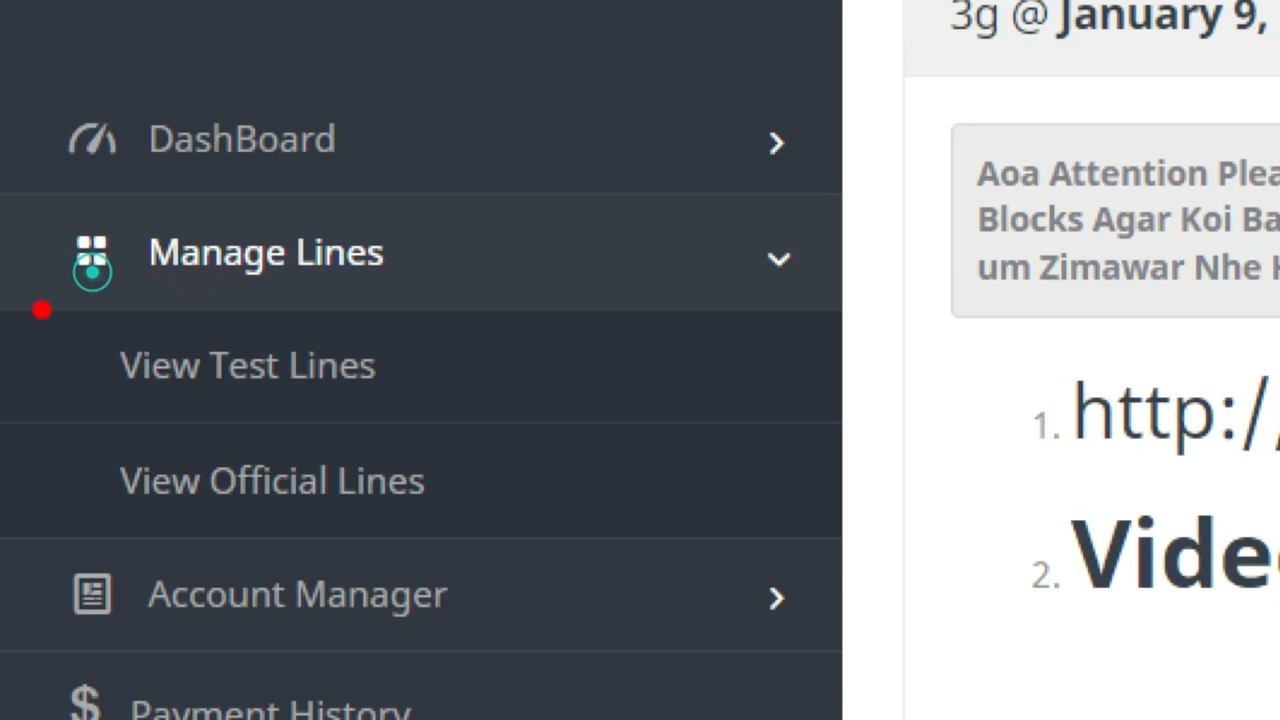 DashBoard
Manage Lines
View Test Lines
View Official Lines
Account Manager
Payment History
3g @ January 9,
Aoa Attention Plea
Blocks Agar Koi Ba
um Zimawar Nhe
1. http:/
2. Video